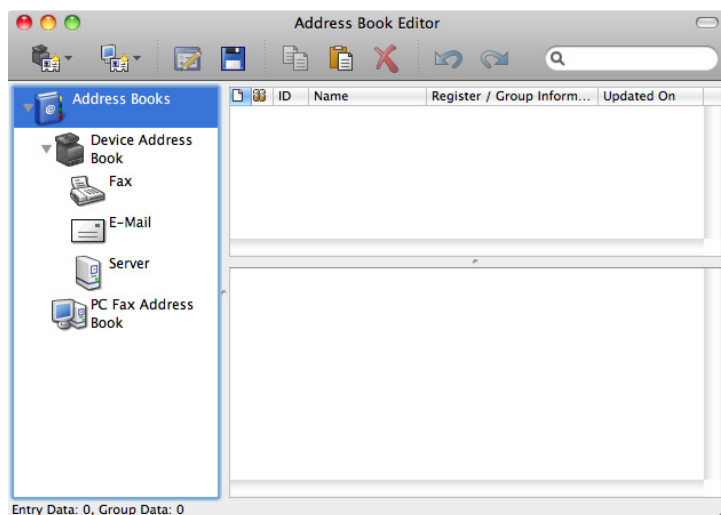 Address Book Editor
Address Books
Device Address
Book
Fax
E-Mail
Server
PC Fax Address
Book
ID Name Register / Group Inform... Updated On
Entry Data: 0, Group Data: 0